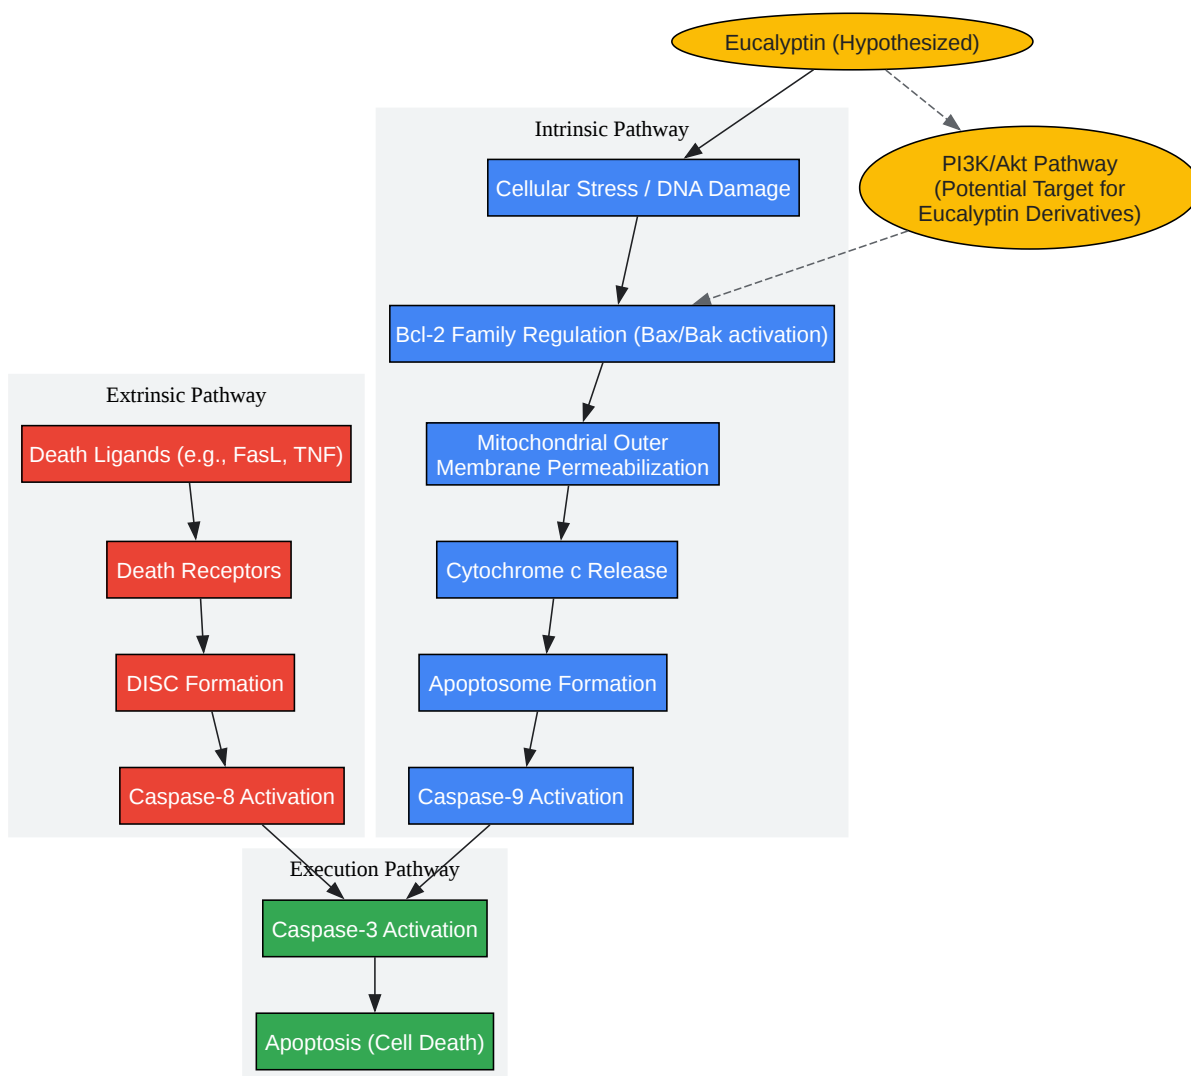 Eucalyptin (Hypothesized)
Intrinsic Pathway
Cellular Stress / DNA Damage
PI3K/Akt Pathway
(Potential Target for
Eucalyptin Derivatives)
Bcl-2 Family Regulation (Bax/Bak activation)
Extrinsic Pathway
Death Ligands (e.g., FasL, TNF)
Mitochondrial Outer
Membrane Permeabilization
Death Receptors
Cytochrome c Release
DISC Formation
Apoptosome Formation
Caspase-8 Activation
Caspase-9 Activation
Execution Pathway
Caspase-3 Activation
Apoptosis (Cell Death)